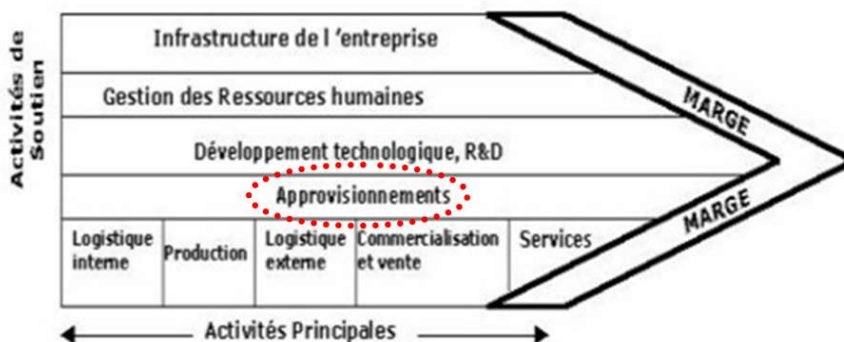 Activités de
Soutien
Infrastructure de l 'entreprise
Gestion des Ressources humaines
Développement technologique, R&D
Approvisionnements
Logistique
interne
Production
Logistique
externe
Commercialisation
et vente
Services
MARGE
MARGE
Activités Principales